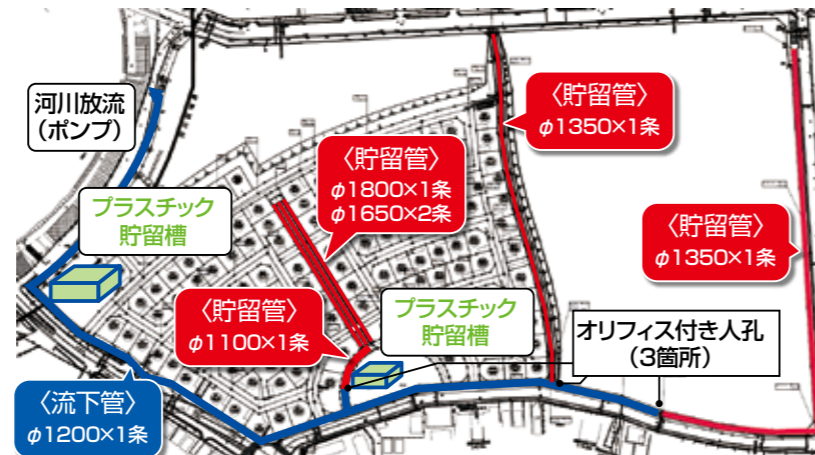 河川放流
（ポンプ）
プラスチック
貯留槽
〈貯留管〉
φ1800×1条
φ1650×2条
〈貯留管〉
φ1350×1条
〈貯留管〉
φ1350×1条
〈貯留管〉
φ1100×1条
プラスチック
貯留槽
オリフィス付き人孔
（3箇所）
〈流下管〉
φ1200×1条